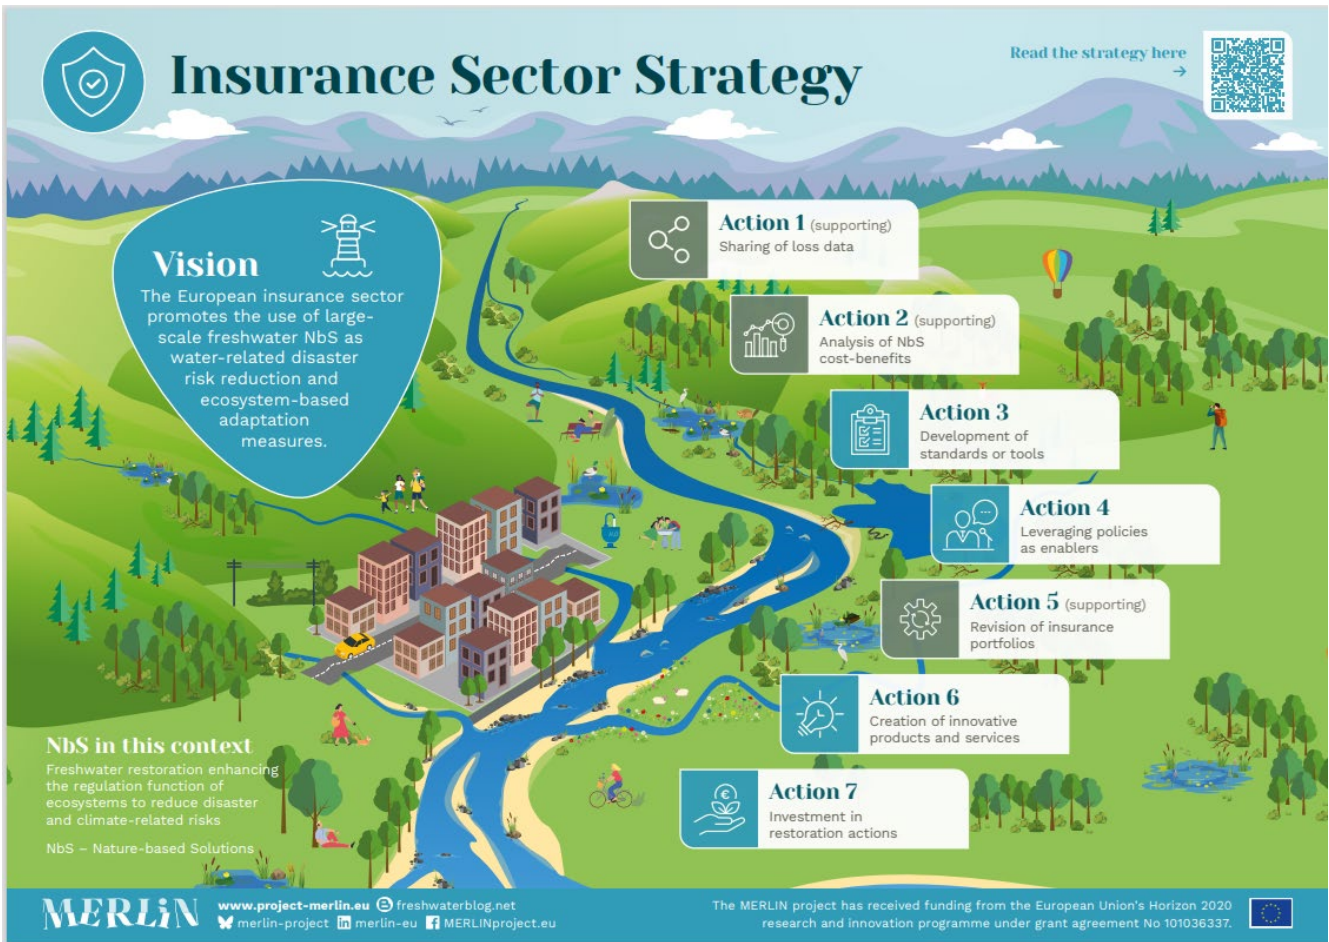 Insurance Sector Strategy
Read the strategy here
→
Vision
The European insurance sector
promotes the use of large-
scale freshwater NbS as
water-related disaster
risk reduction and
ecosystem-based
adaptation
measures.
Action 1 (supporting)
Sharing of loss data
Action 2 (supporting)
Analysis of NbS
cost-benefits
Action 3
Development of
standards or tools
Action 4
Leveraging policies
as enablers
Action 5 (supporting)
Revision of insurance
portfolios
Action 6
Creation of innovative
products and services
Action 7
Investment in
restoration actions
NbS in this context
Freshwater restoration enhancing
the regulation function of
ecosystems to reduce disaster
and climate-related risks
NbS – Nature-based Solutions
MERLiN
www.project-merlin.eu freshwaterblog.net
merlin-project in merlin-eu f MERLINproject.eu
The MERLIN project has received funding from the European Union's Horizon 2020
research and innovation programme under grant agreement No 101036337.